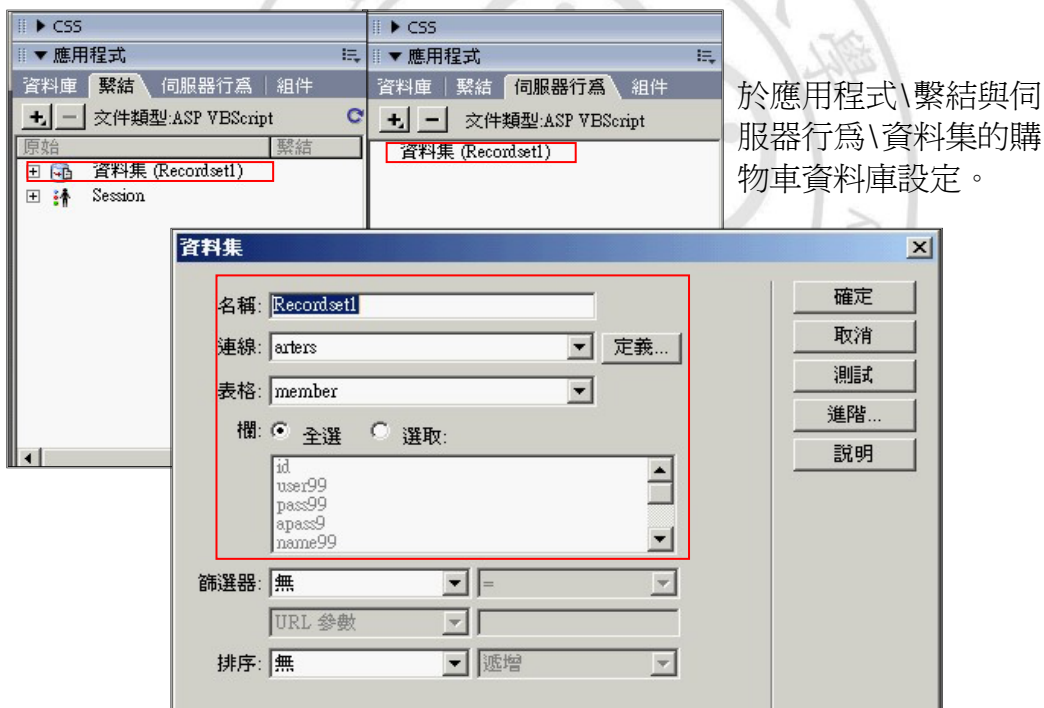 CSS
應用程式
資料庫 繫結 伺服器行為 組件
文件類型:ASP VBScript
原始 繫結
資料集 (Recordset1)
Session
CSS
應用程式
資料庫 繫結 伺服器行為 組件
文件類型:ASP VBScript
資料集 (Recordset1)
於應用程式\繫結與伺
服器行為\資料集的購
物車資料庫設定。
資料集
名稱: Recordset1
連線: arters 定義...
表格: member
欄: 全選 選取:
id
user99
pass99
apass9
name99
篩選器: 無 =
URL 參數
排序: 無 遞增
確定
取消
測試
進階...
說明